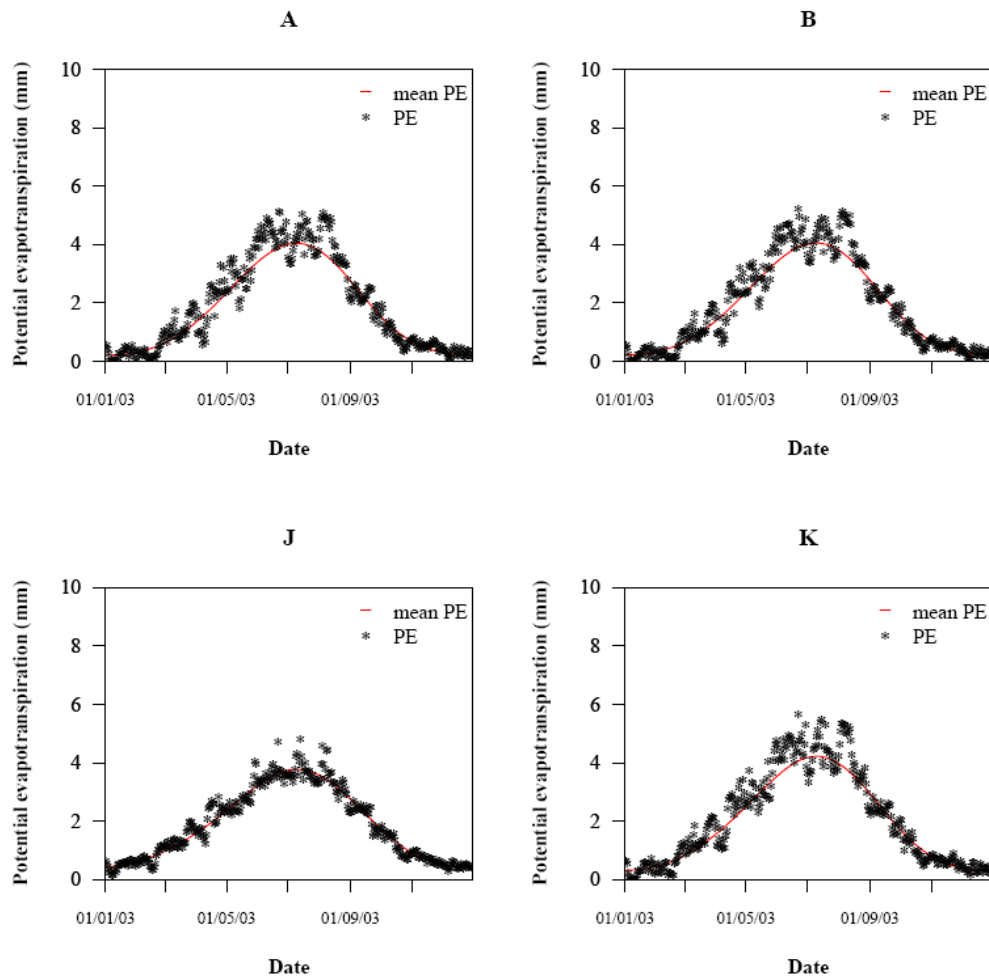 A
Potential evapotranspiration (mm)
10
8
6
4
2
0
mean PE
PE
01/01/03
01/05/03
01/09/03
Date
B
Potential evapotranspiration (mm)
10
8
6
4
2
0
mean PE
PE
01/01/03
01/05/03
01/09/03
Date
J
Potential evapotranspiration (mm)
10
8
6
4
2
0
mean PE
PE
01/01/03
01/05/03
01/09/03
Date
K
Potential evapotranspiration (mm)
10
8
6
4
2
0
mean PE
PE
01/01/03
01/05/03
01/09/03
Date